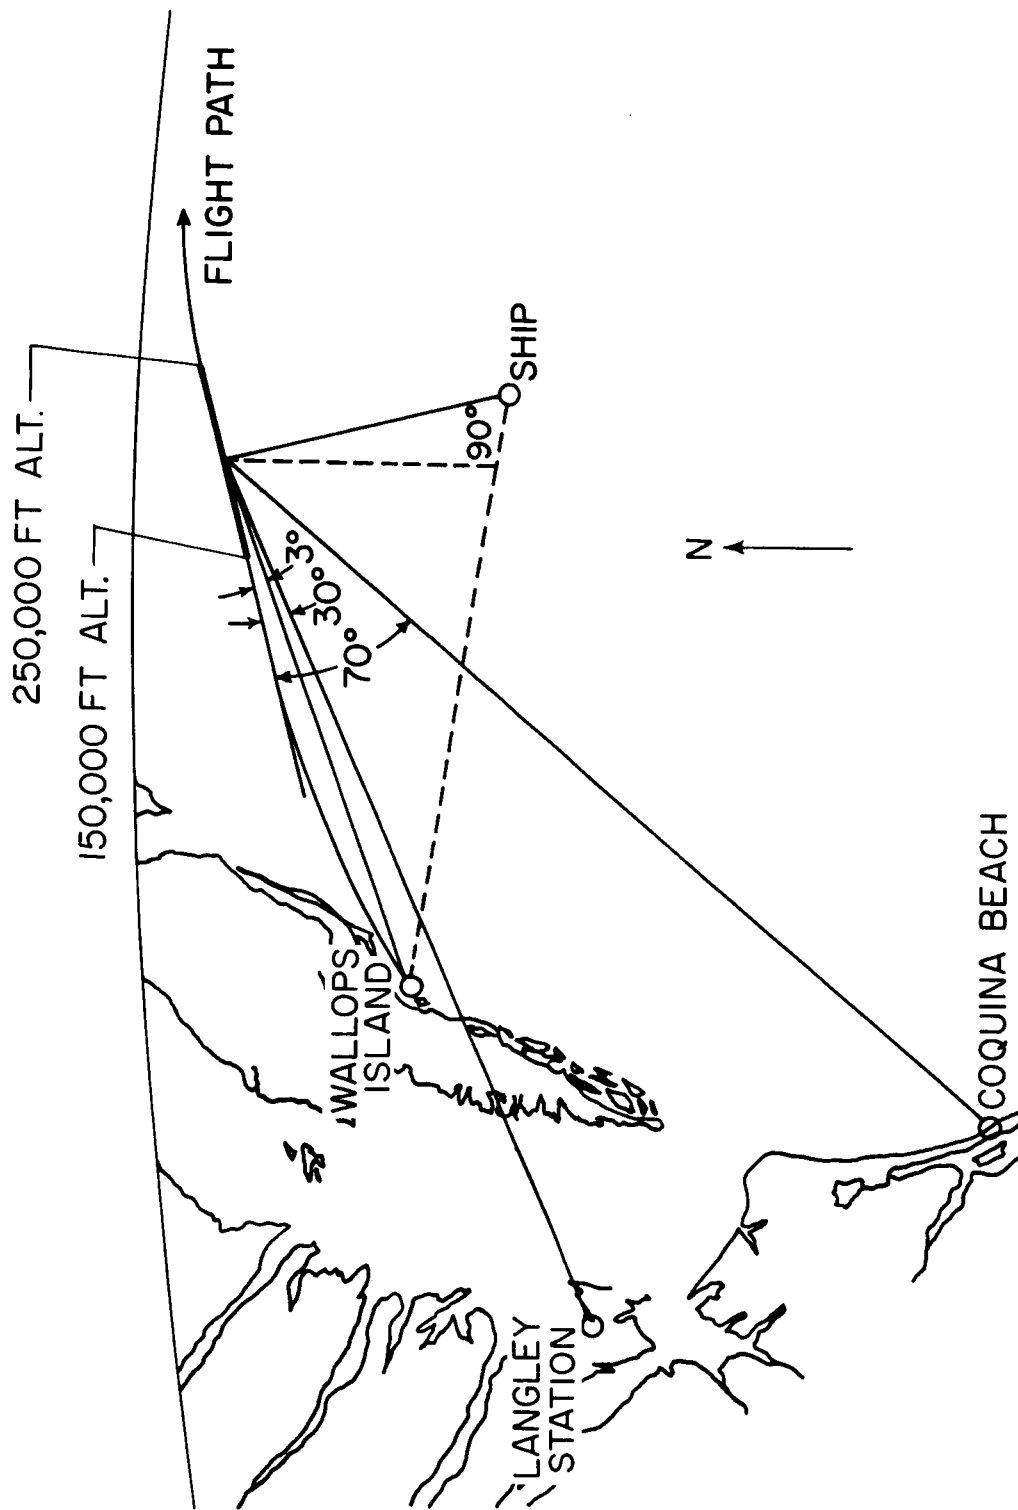 250,000 FT ALT.
150,000 FT ALT.
FLIGHT PATH
3°
30°
70°
90°
SHIP
N
WALLOPS
ISLAND
LANGLEY
STATION
COQUINA BEACH